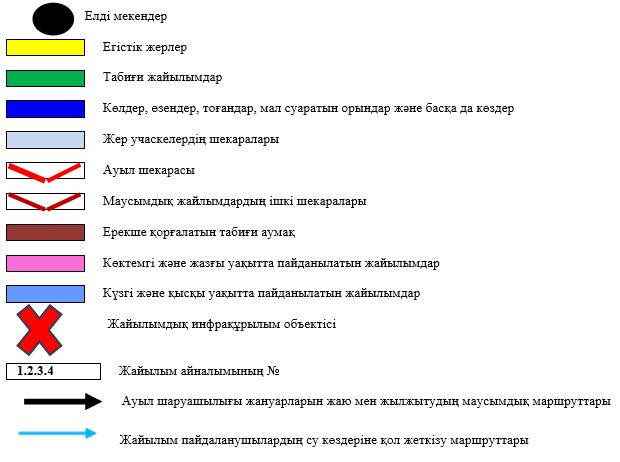 Елді мекендер
Егістік жерлер
Табиғи жайылымдар
Көлдер, өзендер, тоғандар, мал суаратын орындар және басқа да көздер
Жер учаскелердің шекаралары
Ауыл шекарасы
Маусымдық жайлымдардың ішкі шекаралары
Ерекше қорғалатын табиғи аумақ
Көктемгі және жазғы уақытта пайданылатын жайылымдар
Күзгі және қысқы уақытта пайданылатын жайылымдар
Жайылымдық инфрақұрылым объектісі
1.2.3.4 Жайылым айналымының №
Ауыл шаруашылығы жануарларын жаю мен жылжытудың маусымдық маршруттары
Жайылым пайдаланушылардың су көздеріне қол жеткізу маршруттары